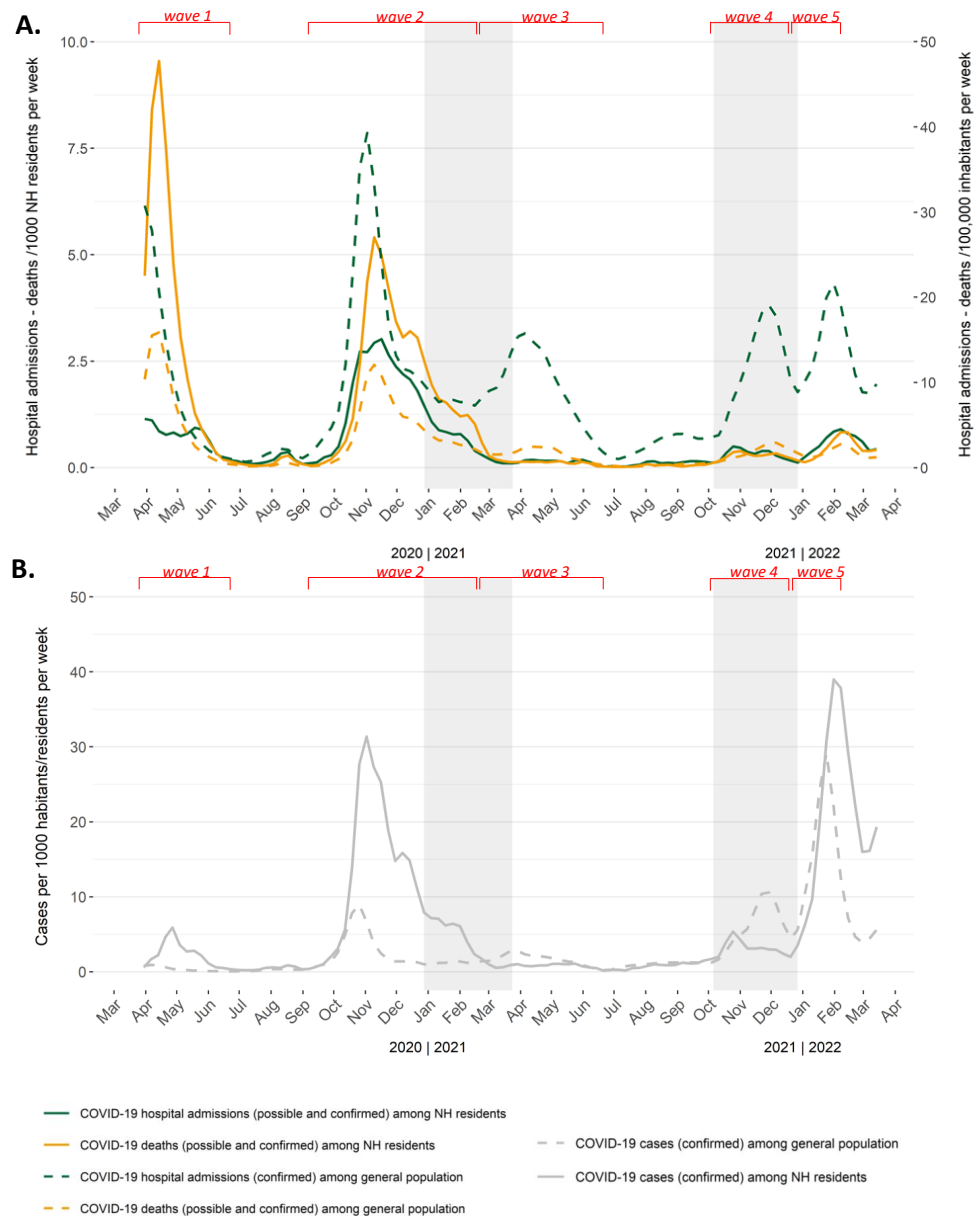 A.
wave 1
wave 2
wave 3
wave 4
wave 5
Hospital admissions - deaths /1000 NH residents per week
10.0
7.5
5.0
2.5
0.0
50
40
30
20
10
0
Hospital admissions - deaths /100,000 inhabitants per week
Mar Apr May Jun Jul Aug Sep Oct Nov Dec Jan Feb Mar Apr May Jun Jul Aug Sep Oct Nov Dec Jan Feb Mar Apr
2020 | 2021
2021 | 2022
B.
wave 1
wave 2
wave 3
wave 4
wave 5
Cases per 1000 habitants/residents per week
50
40
30
20
10
0
Mar Apr May Jun Jul Aug Sep Oct Nov Dec Jan Feb Mar Apr May Jun Jul Aug Sep Oct Nov Dec Jan Feb Mar Apr
2020 | 2021
2021 | 2022
COVID-19 hospital admissions (possible and confirmed) among NH residents
COVID-19 deaths (possible and confirmed) among NH residents
COVID-19 hospital admissions (confirmed) among general population
COVID-19 deaths (possible and confirmed) among general population
COVID-19 cases (confirmed) among general population
COVID-19 cases (confirmed) among NH residents